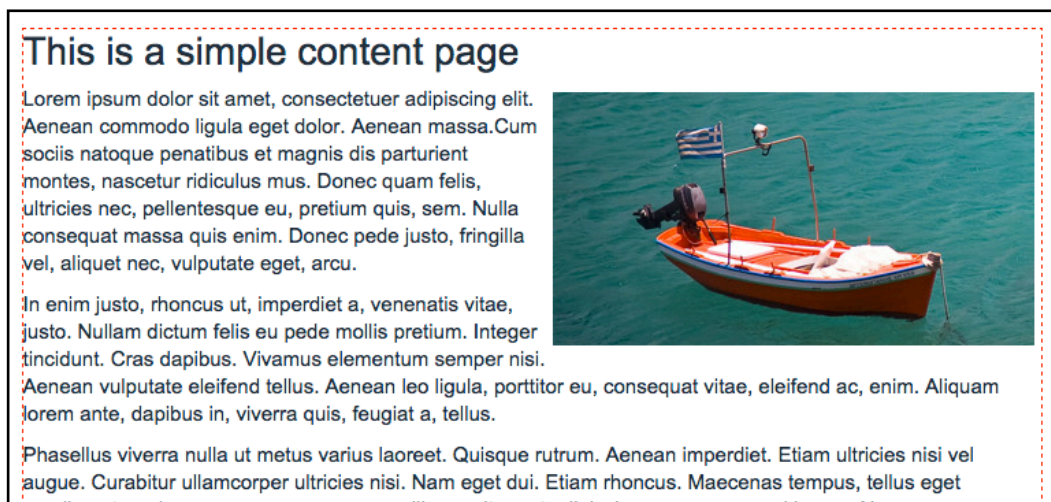 This is a simple content page
Lorem ipsum dolor sit amet, consectetuer adipiscing elit.
Aenean commodo ligula eget dolor. Aenean massa.Cum
sociis natoque penatibus et magnis dis parturient
montes, nascetur ridiculus mus. Donec quam felis,
ultricies nec, pellentesque eu, pretium quis, sem. Nulla
consequat massa quis enim. Donec pede justo, fringilla
vel, aliquet nec, vulputate eget, arcu.
In enim justo, rhoncus ut, imperdiet a, venenatis vitae,
justo. Nullam dictum felis eu pede mollis pretium. Integer
tincidunt. Cras dapibus. Vivamus elementum semper nisi.
Aenean vulputate eleifend tellus. Aenean leo ligula, porttitor eu, consequat vitae, eleifend ac, enim. Aliquam
lorem ante, dapibus in, viverra quis, feugiat a, tellus.
Phasellus viverra nulla ut metus varius laoreet. Quisque rutrum. Aenean imperdiet. Etiam ultricies nisi vel
augue. Curabitur ullamcorper ultricies nisi. Nam eget dui. Etiam rhoncus. Maecenas tempus, tellus eget